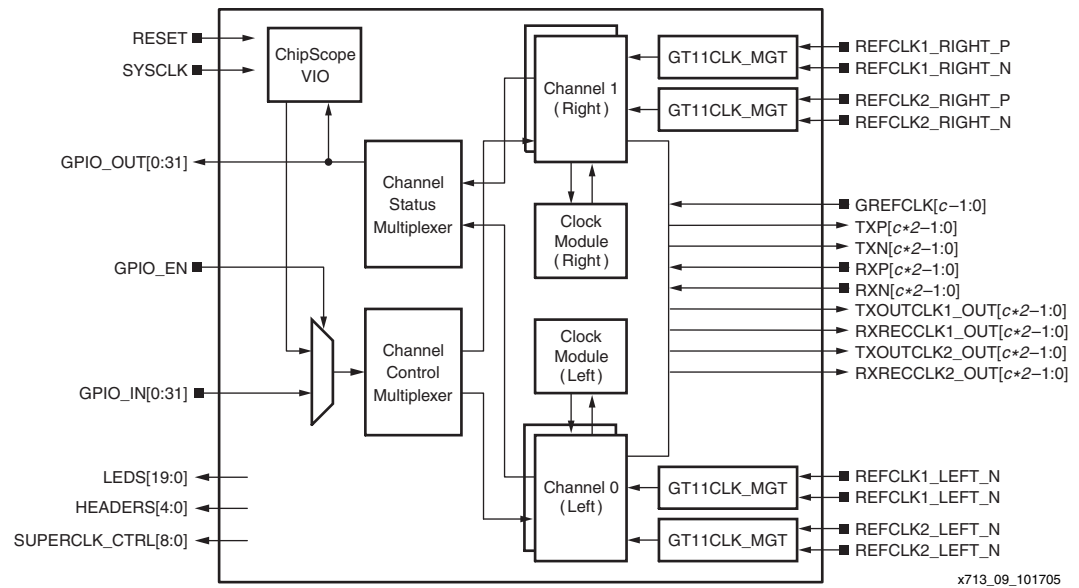 RESET
SYSCLK
ChipScope
VIO
GPIO_OUT[0:31]
GPIO_EN
GPIO_IN[0:31]
LEDS[19:0]
HEADERS[4:0]
SUPERCLK_CTRL[8:0]
Channel
Status
Multiplexer
Channel
Control
Multiplexer
Channel 1
(Right)
Clock
Module
(Right)
Clock
Module
(Left)
Channel 0
(Left)
GT11CLK_MGT
GT11CLK_MGT
GT11CLK_MGT
GT11CLK_MGT
REFCLK1_RIGHT_P
REFCLK1_RIGHT_N
REFCLK2_RIGHT_P
REFCLK2_RIGHT_N
GREFCLK[c–1:0]
TXP[c*2–1:0]
TXN[c*2–1:0]
RXP[c*2–1:0]
RXN[c*2–1:0]
TXOUTCLK1_OUT[c*2–1:0]
RXRECCLK1_OUT[c*2–1:0]
TXOUTCLK2_OUT[c*2–1:0]
RXRECCLK2_OUT[c*2–1:0]
REFCLK1_LEFT_N
REFCLK1_LEFT_N
REFCLK2_LEFT_N
REFCLK2_LEFT_N
x713_09_101705